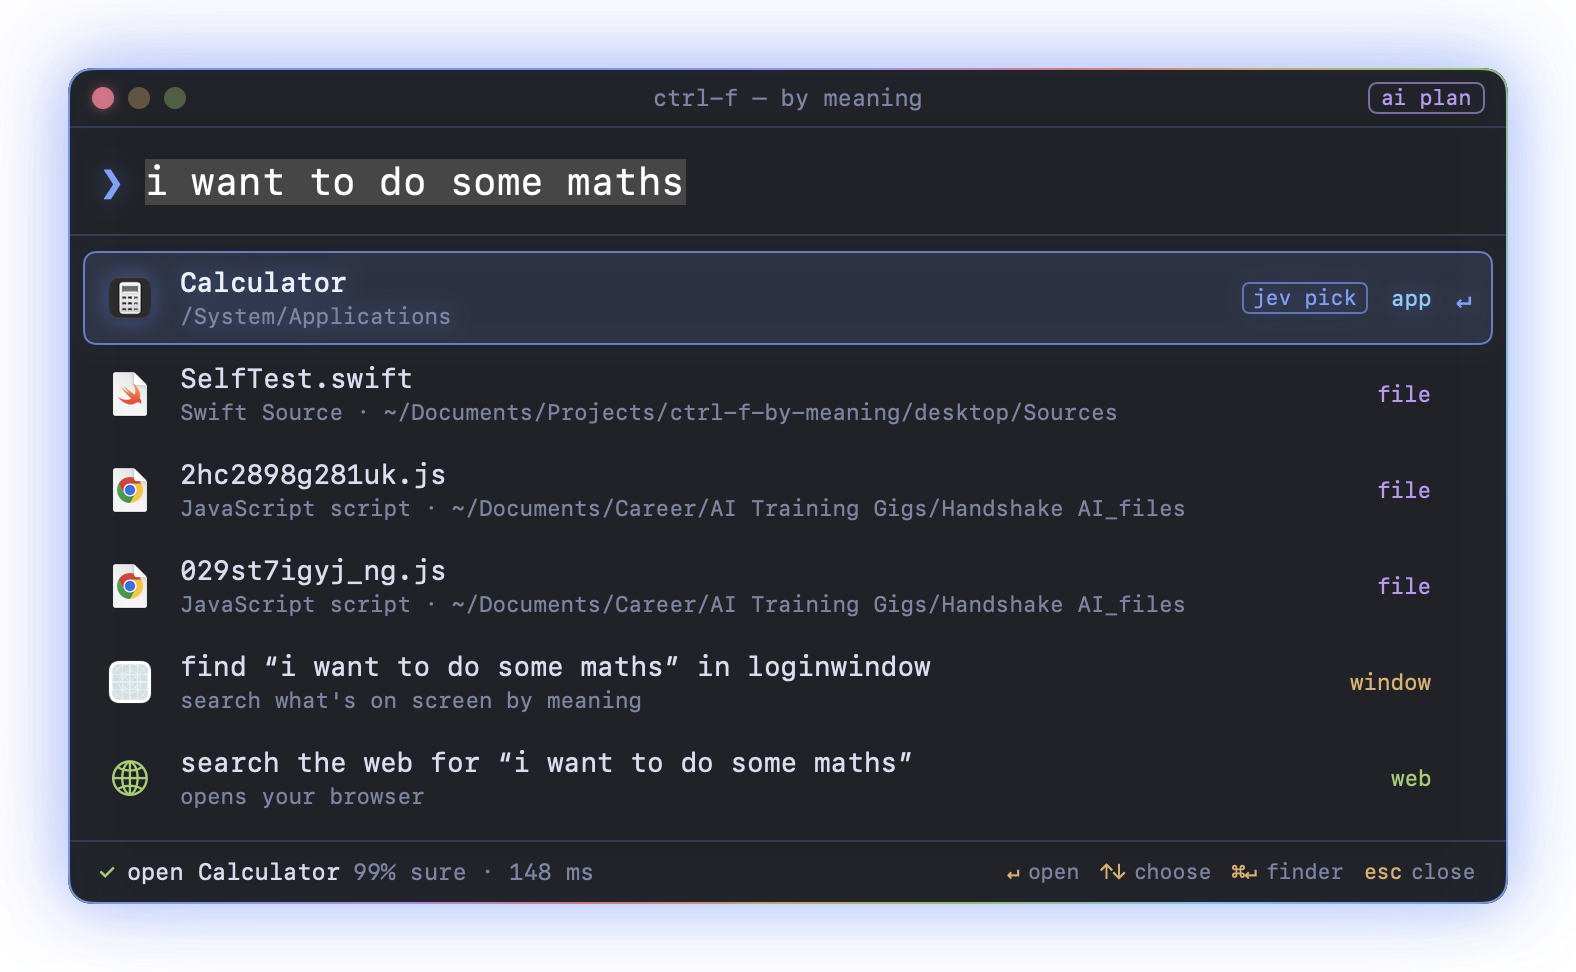 ctrl-f — by meaning
ai plan
❯ i want to do some maths
Calculator
/System/Applications
jev pick app ↵
SelfTest.swift
Swift Source · ~/Documents/Projects/ctrl-f-by-meaning/desktop/Sources
file
2hc2898g281uk.js
JavaScript script · ~/Documents/Career/AI Training Gigs/Handshake AI_files
file
029st7igyj_ng.js
JavaScript script · ~/Documents/Career/AI Training Gigs/Handshake AI_files
file
find “i want to do some maths” in loginwindow
search what's on screen by meaning
window
search the web for “i want to do some maths”
opens your browser
web
✓ open Calculator 99% sure · 148 ms
↵ open ↑↓ choose ⌘↵ finder esc close